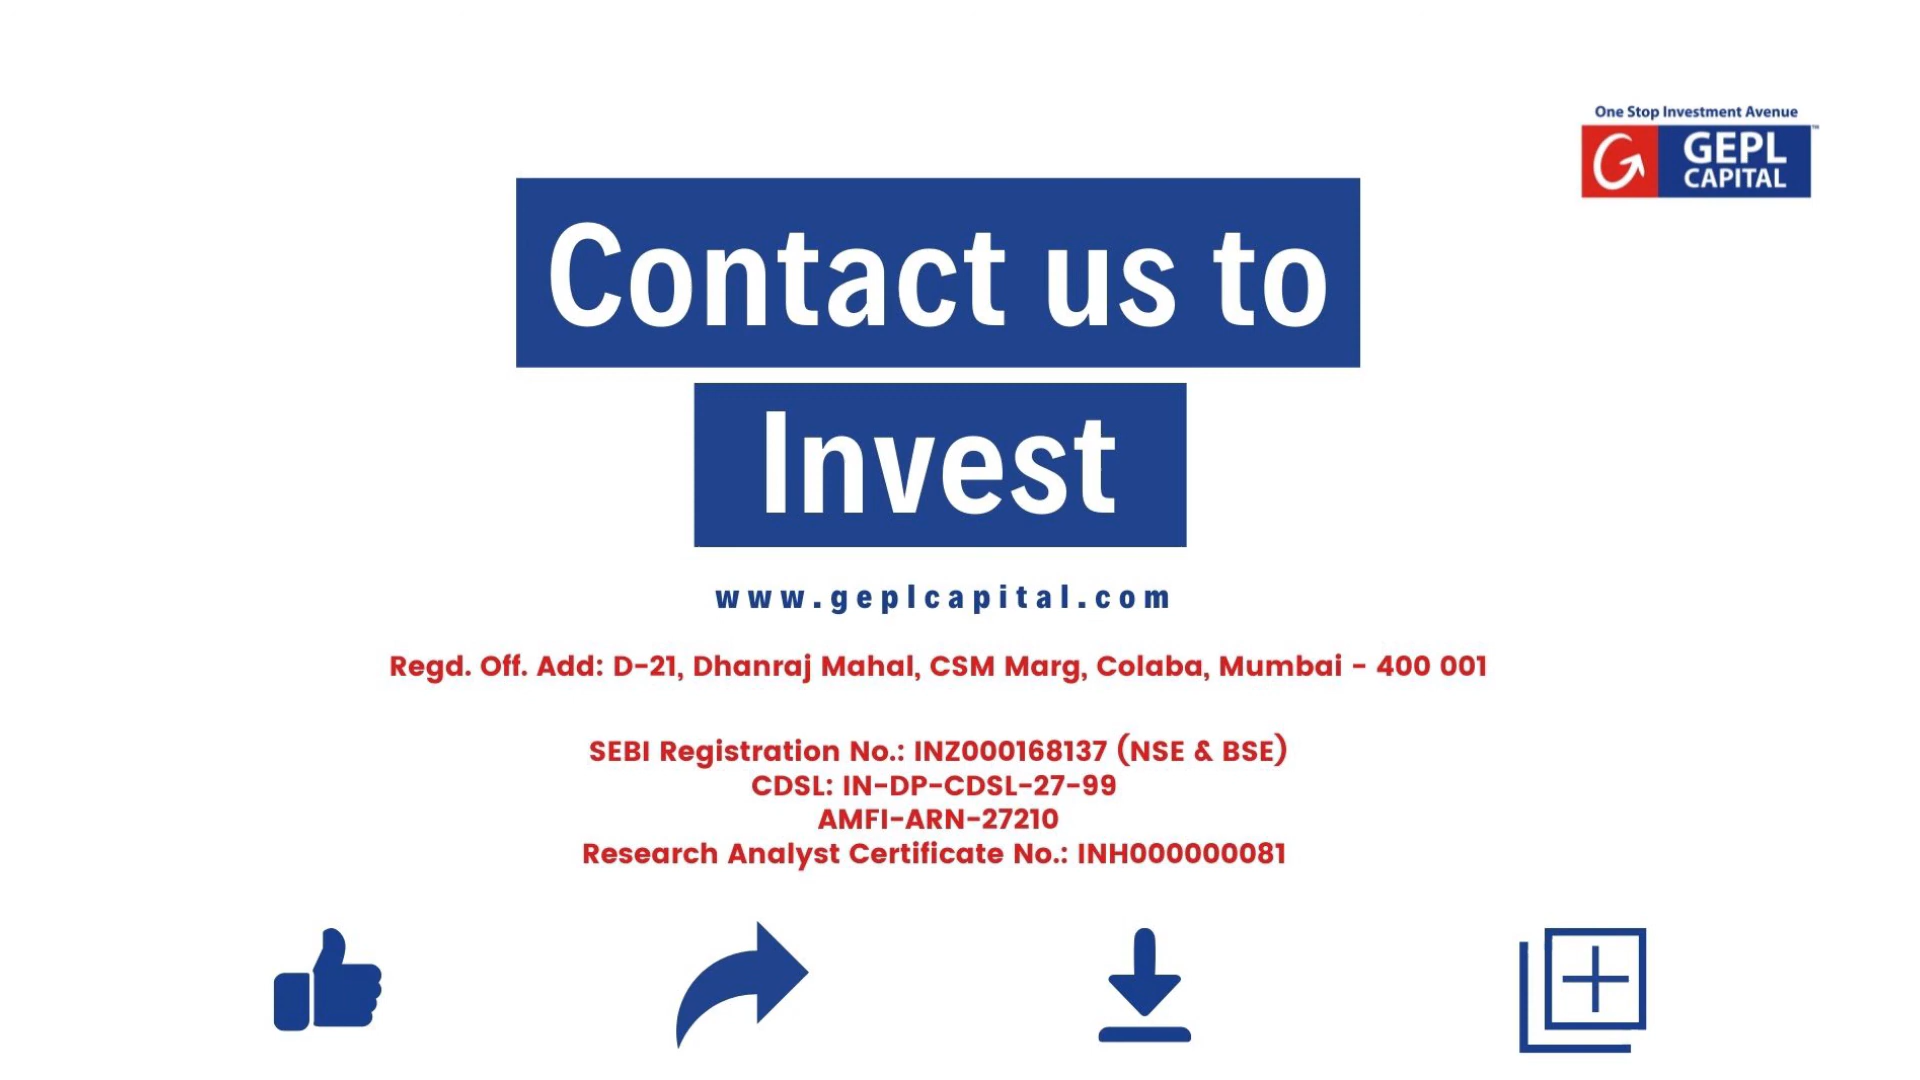 One Stop Investment Avenue
GEPL
CAPITAL
Contact us to
Invest
www.geplcapital.com
Regd. Off. Add: D-21, Dhanraj Mahal, CSM Marg, Colaba, Mumbai - 400 001
SEBI Registration No.: INZ000168137 (NSE & BSE)
CDSL: IN-DP-CDSL-27-99
AMFI-ARN-27210
Research Analyst Certificate No.: INH000000081